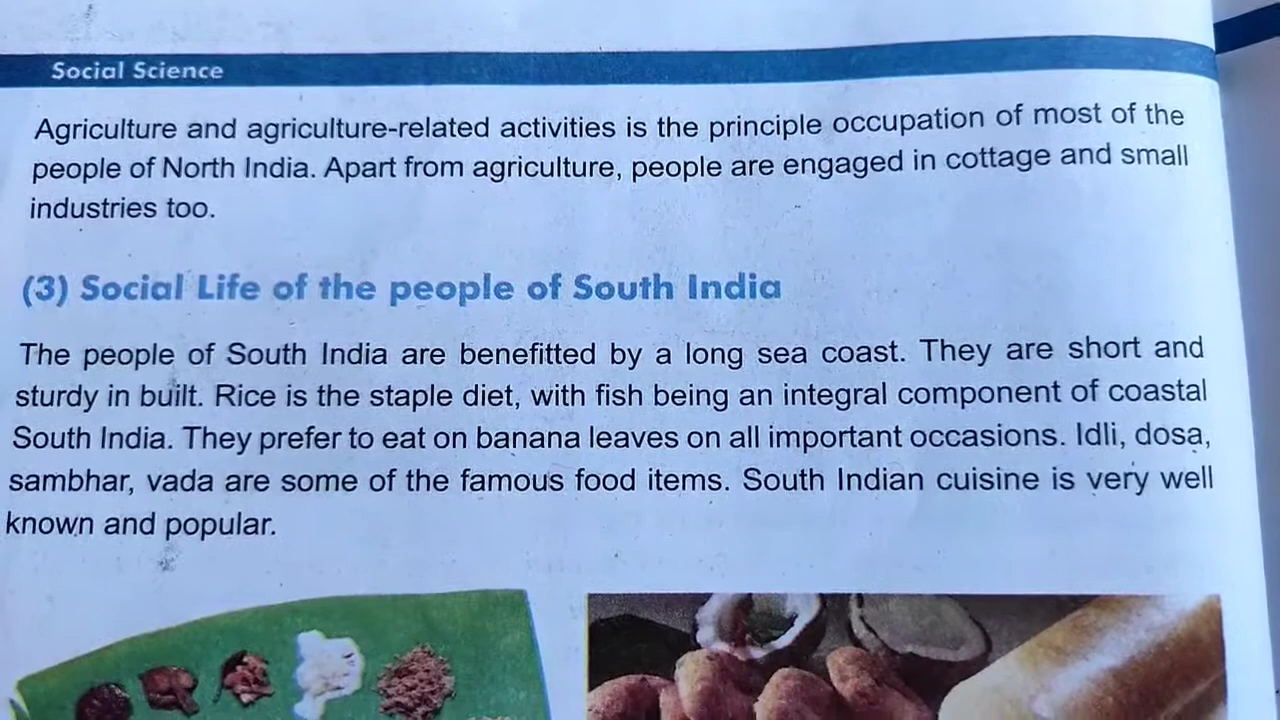 Social Science
Agriculture and agriculture-related activities is the principle occupation of most of the
people of North India. Apart from agriculture, people are engaged in cottage and small
industries too.
(3) Social Life of the people of South India
The people of South India are benefitted by a long sea coast. They are short and
sturdy in built. Rice is the staple diet, with fish being an integral component of coastal
South India. They prefer to eat on banana leaves on all important occasions. Idli, dosa,
sambhar, vada are some of the famous food items. South Indian cuisine is very well
known and popular.